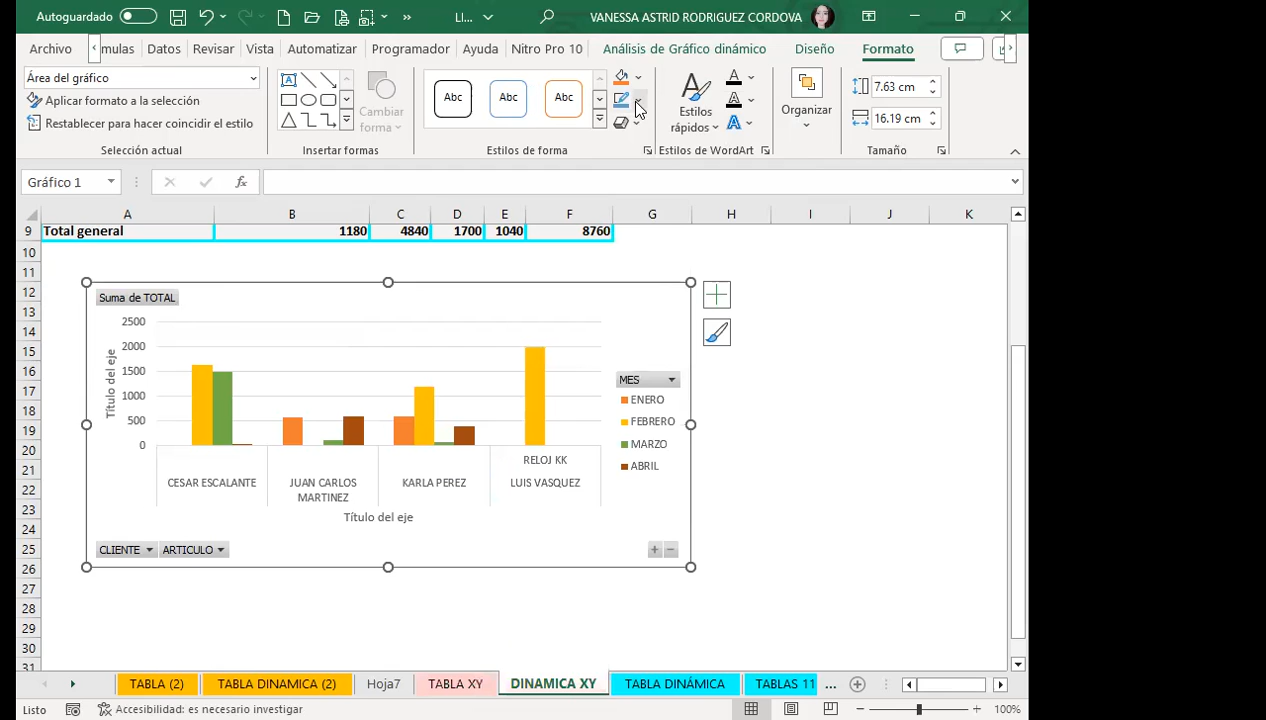 Autoguardado
LI...
VANESSA ASTRID RODRIGUEZ CORDOVA
Archivo
mulas
Datos
Revisar
Vista
Automatizar
Programador
Ayuda
Nitro Pro 10
Análisis de Gráfico dinámico
Diseño
Formato
Área del gráfico
Aplicar formato a la selección
Restablecer para hacer coincidir el estilo
Selección actual
Cambiar
forma
Insertar formas
Abc
Abc
Abc
Estilos de forma
Estilos
rápidos
Estilos de WordArt
Organizar
7.63 cm
16.19 cm
Tamaño
Gráfico 1
fx
A B C D E F G H I J K
9 Total general 1180 4840 1700 1040 8760
10
11
12
13
14
15
16
17
18
19
20
21
22
23
24
25
26
27
28
29
30
31
Suma de TOTAL
2500
2000
1500
1000
500
0
Título del eje
RELOJ KK
CESAR ESCALANTE
JUAN CARLOS
MARTINEZ
KARLA PEREZ
LUIS VASQUEZ
Título del eje
MES
ENERO
FEBRERO
MARZO
ABRIL
CLIENTE
ARTICULO
TABLA (2)
TABLA DINAMICA (2)
Hoja7
TABLA XY
DINAMICA XY
TABLA DINÁMICA
TABLAS 11
...
Listo
Accesibilidad: es necesario investigar
100%